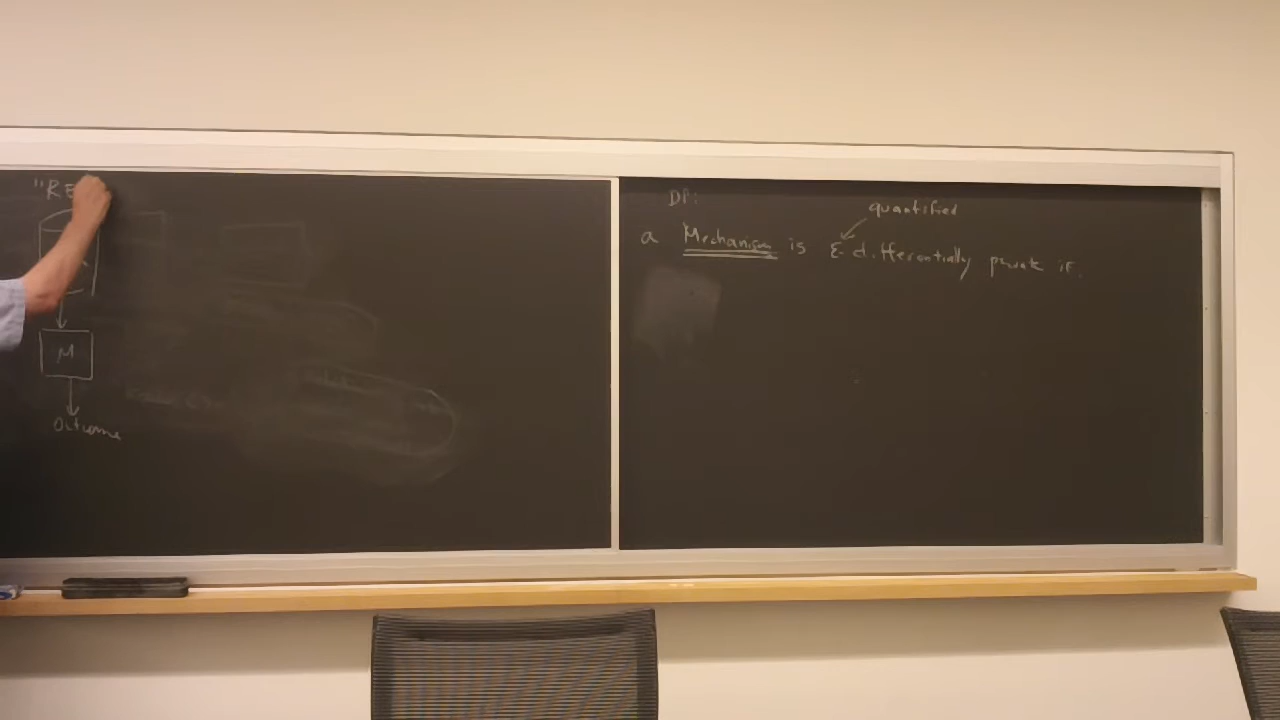 "RE
M
Outcome
DP:
quantified
a Mechanism is ε-differentially private if.